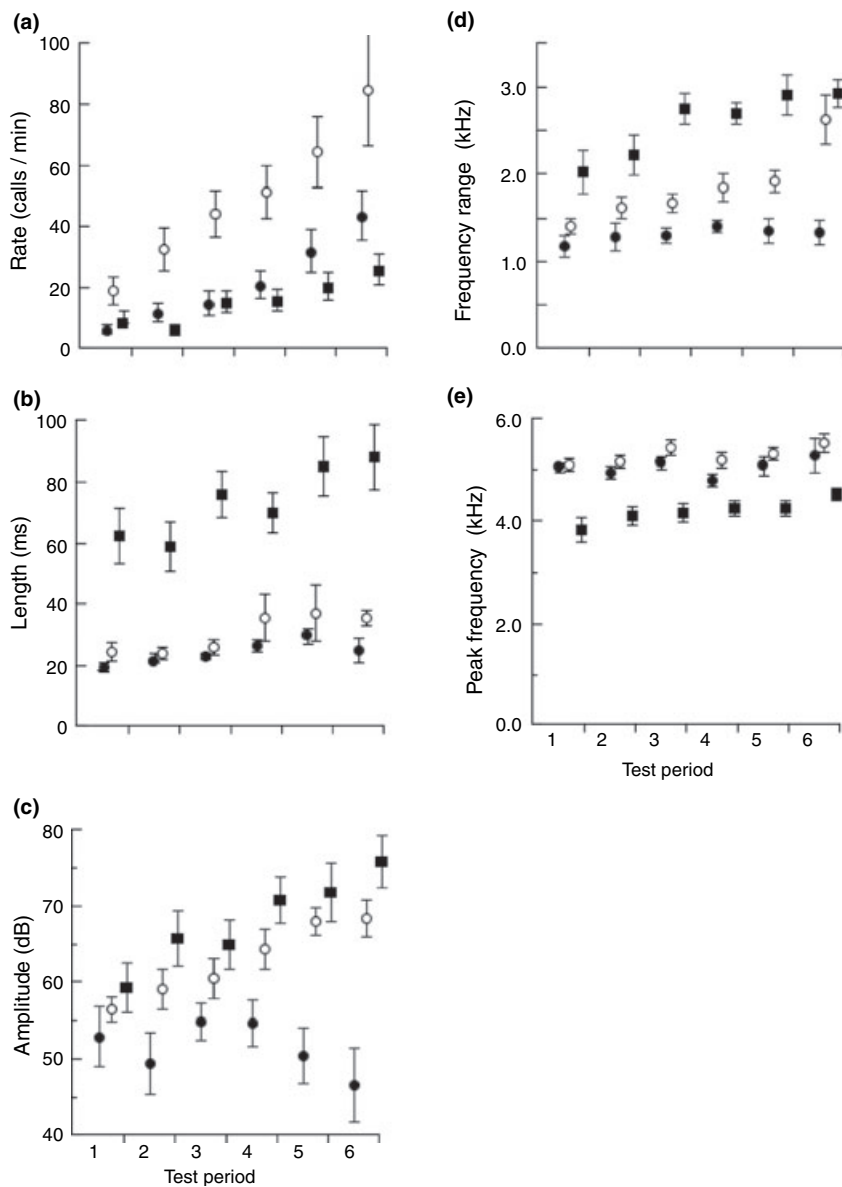 (a)
100
80
60
40
20
0
Rate (calls / min)
(b)
100
80
60
40
20
0
Length (ms)
(c)
80
70
60
50
40
Amplitude (dB)
1 2 3 4 5 6
Test period
(d)
3.0
2.0
1.0
0.0
Frequency range (kHz)
(e)
6.0
4.0
2.0
0.0
Peak frequency (kHz)
1 2 3 4 5 6
Test period